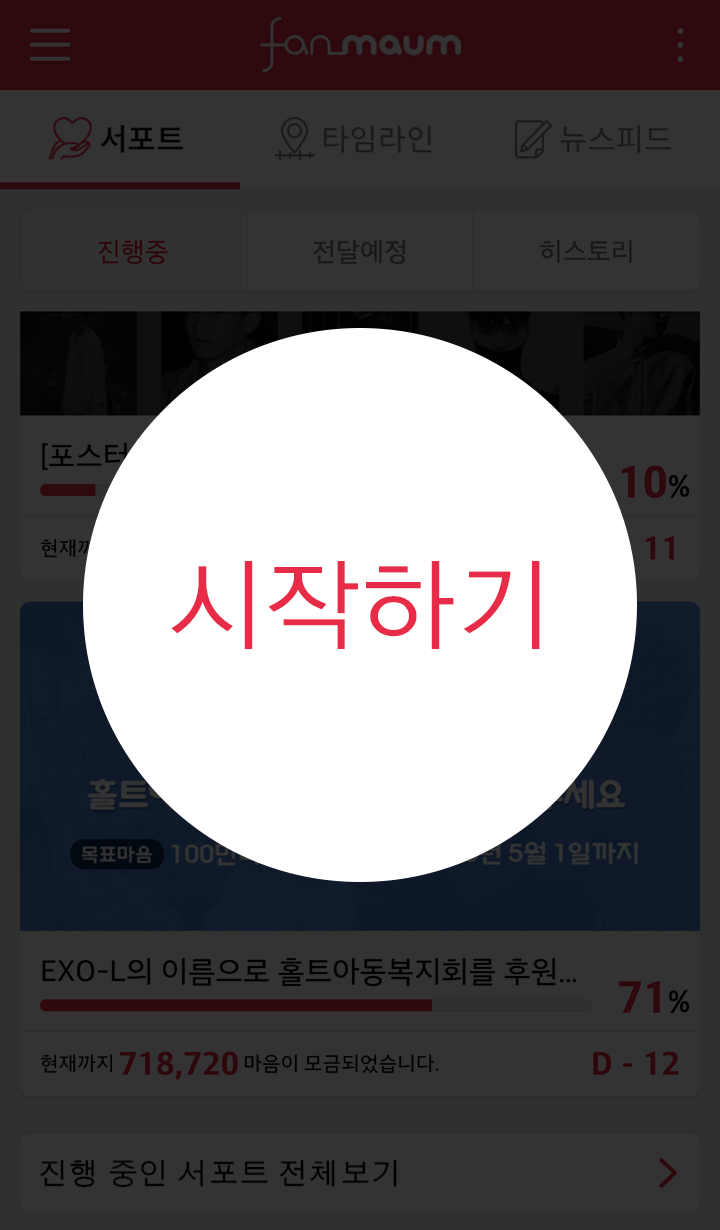 fanmaum
서포트 타임라인 뉴스피드
진행중 전달예정 히스토리
[포스터
10%
현재까
11
시작하기
홀트
세요
목표마음 100만
5월 1일까지
EXO-L의 이름으로 홀트아동복지회를 후원...
71%
현재까지 718,720 마음이 모금되었습니다.
D - 12
진행 중인 서포트 전체보기